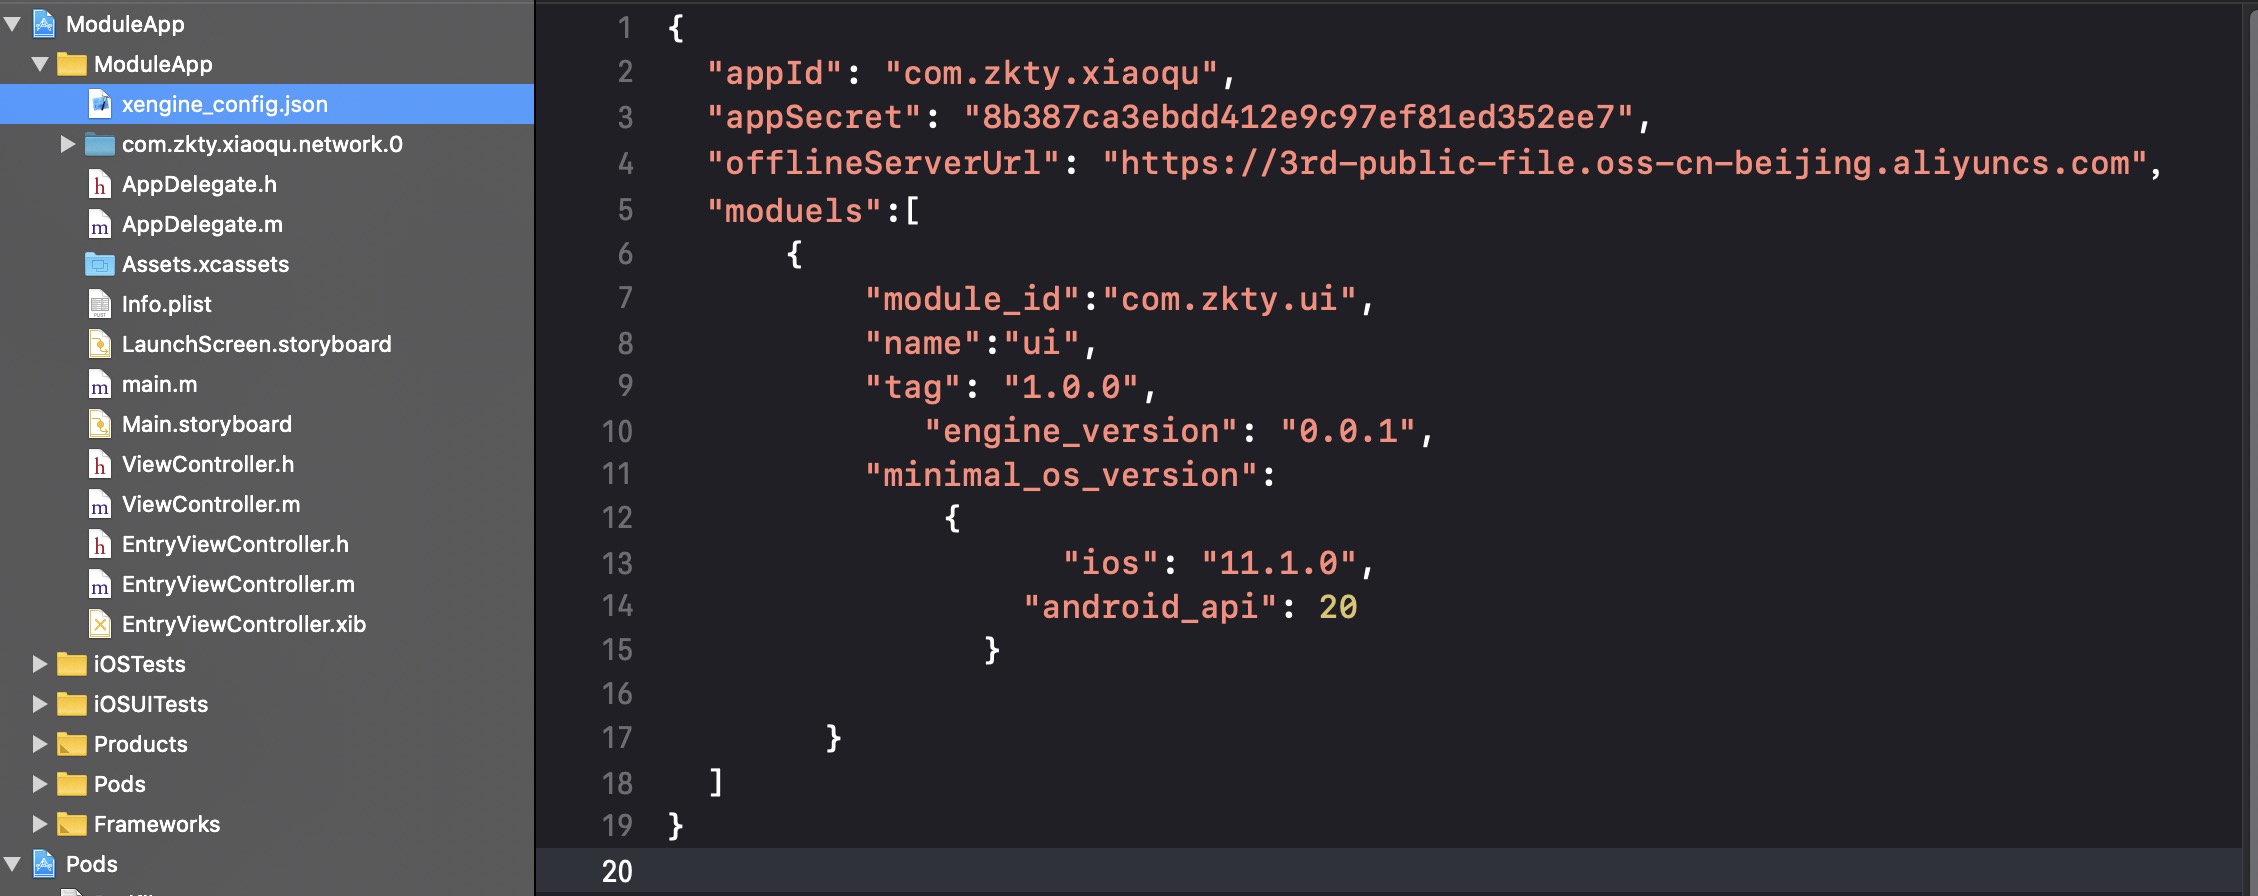 ModuleApp
ModuleApp
xengine_config.json
com.zkty.xiaoqu.network.0
h AppDelegate.h
m AppDelegate.m
Assets.xcassets
Info.plist
LaunchScreen.storyboard
m main.m
Main.storyboard
h ViewController.h
m ViewController.m
h EntryViewController.h
m EntryViewController.m
EntryViewController.xib
iOSTests
iOSUITests
Products
Pods
Frameworks
Pods
1 {
2 "appId": "com.zkty.xiaoqu",
3 "appSecret": "8b387ca3ebdd412e9c97ef81ed352ee7",
4 "offlineServerUrl": "https://3rd-public-file.oss-cn-beijing.aliyuncs.com",
5 "moduels":[
6 {
7 "module_id":"com.zkty.ui",
8 "name":"ui",
9 "tag": "1.0.0",
10 "engine_version": "0.0.1",
11 "minimal_os_version":
12 {
13 "ios": "11.1.0",
14 "android_api": 20
15 }
16
17 }
18 ]
19 }
20